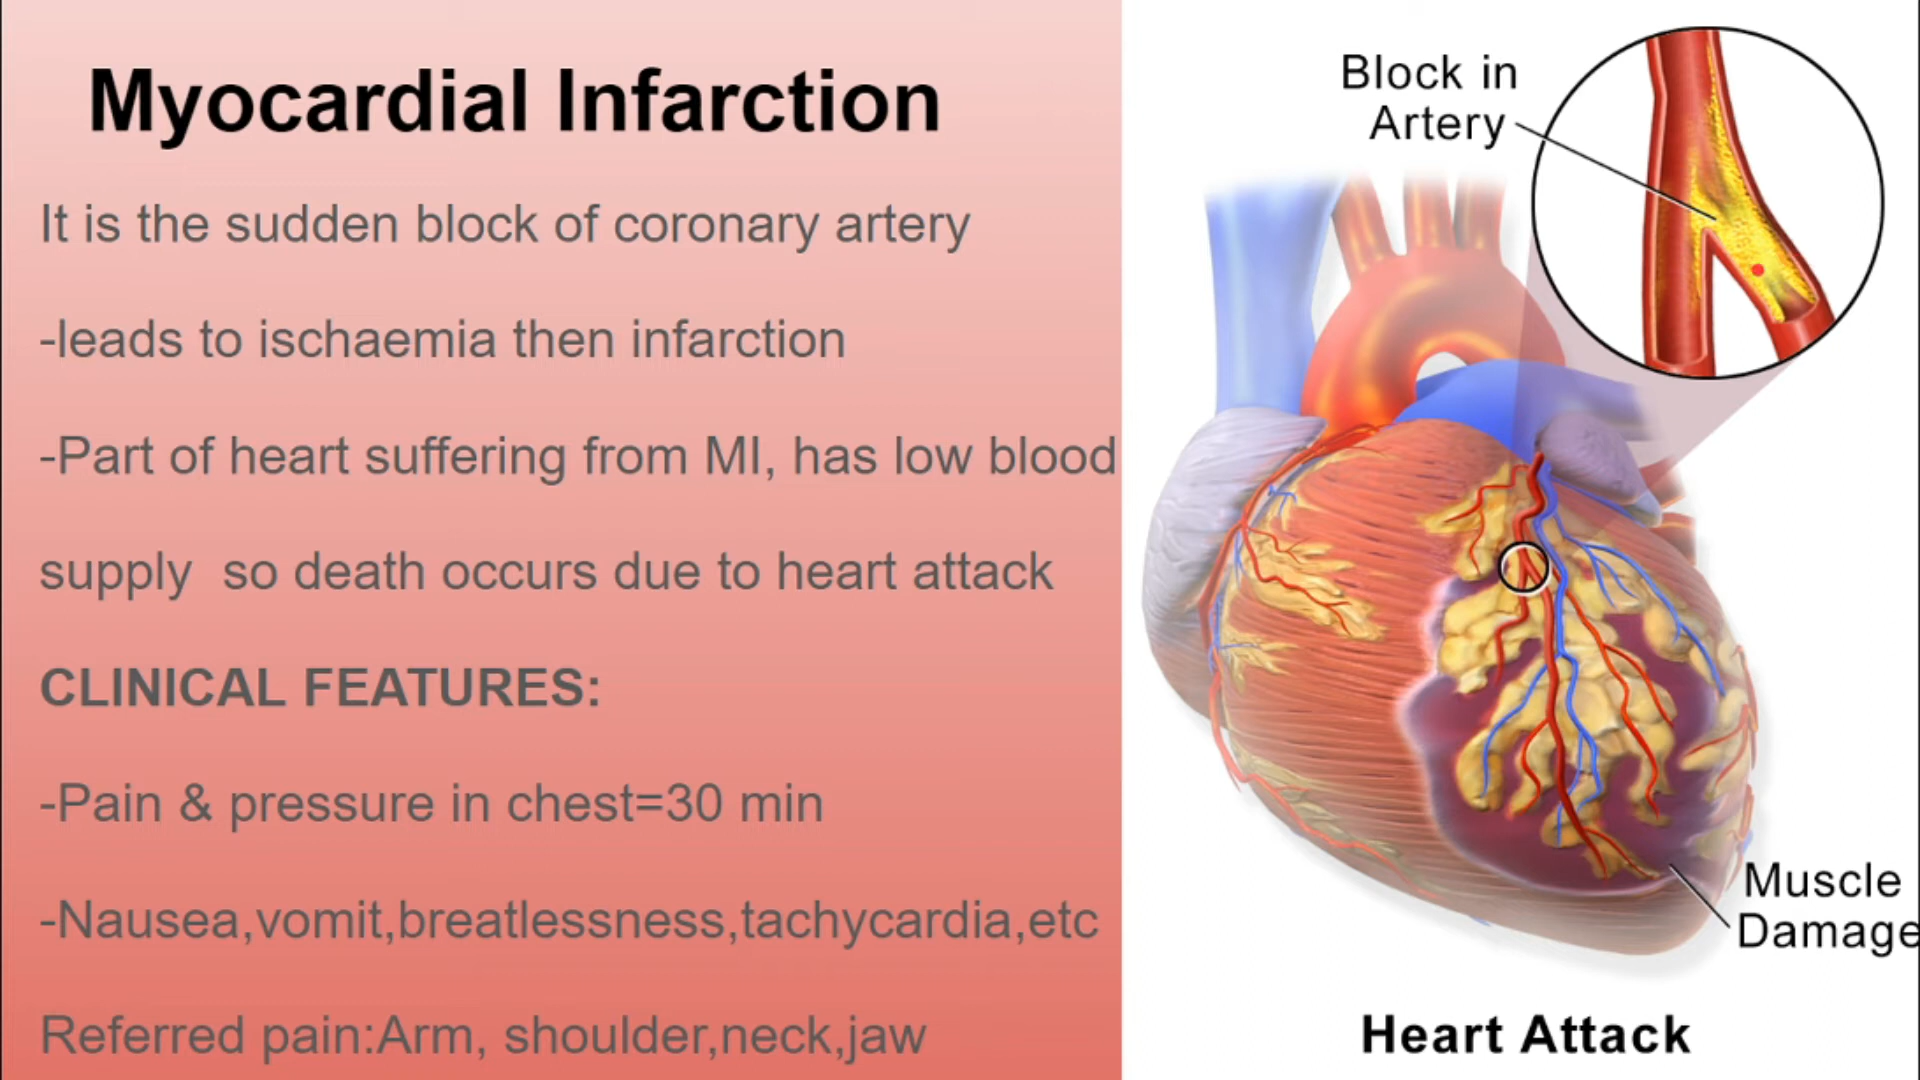 Myocardial Infarction
It is the sudden block of coronary artery
-leads to ischaemia then infarction
-Part of heart suffering from MI, has low blood
supply  so death occurs due to heart attack
CLINICAL FEATURES:
-Pain & pressure in chest=30 min
-Nausea,vomit,breatlessness,tachycardia,etc
Referred pain:Arm, shoulder,neck,jaw
Block in
Artery
Muscle
Damage
Heart Attack